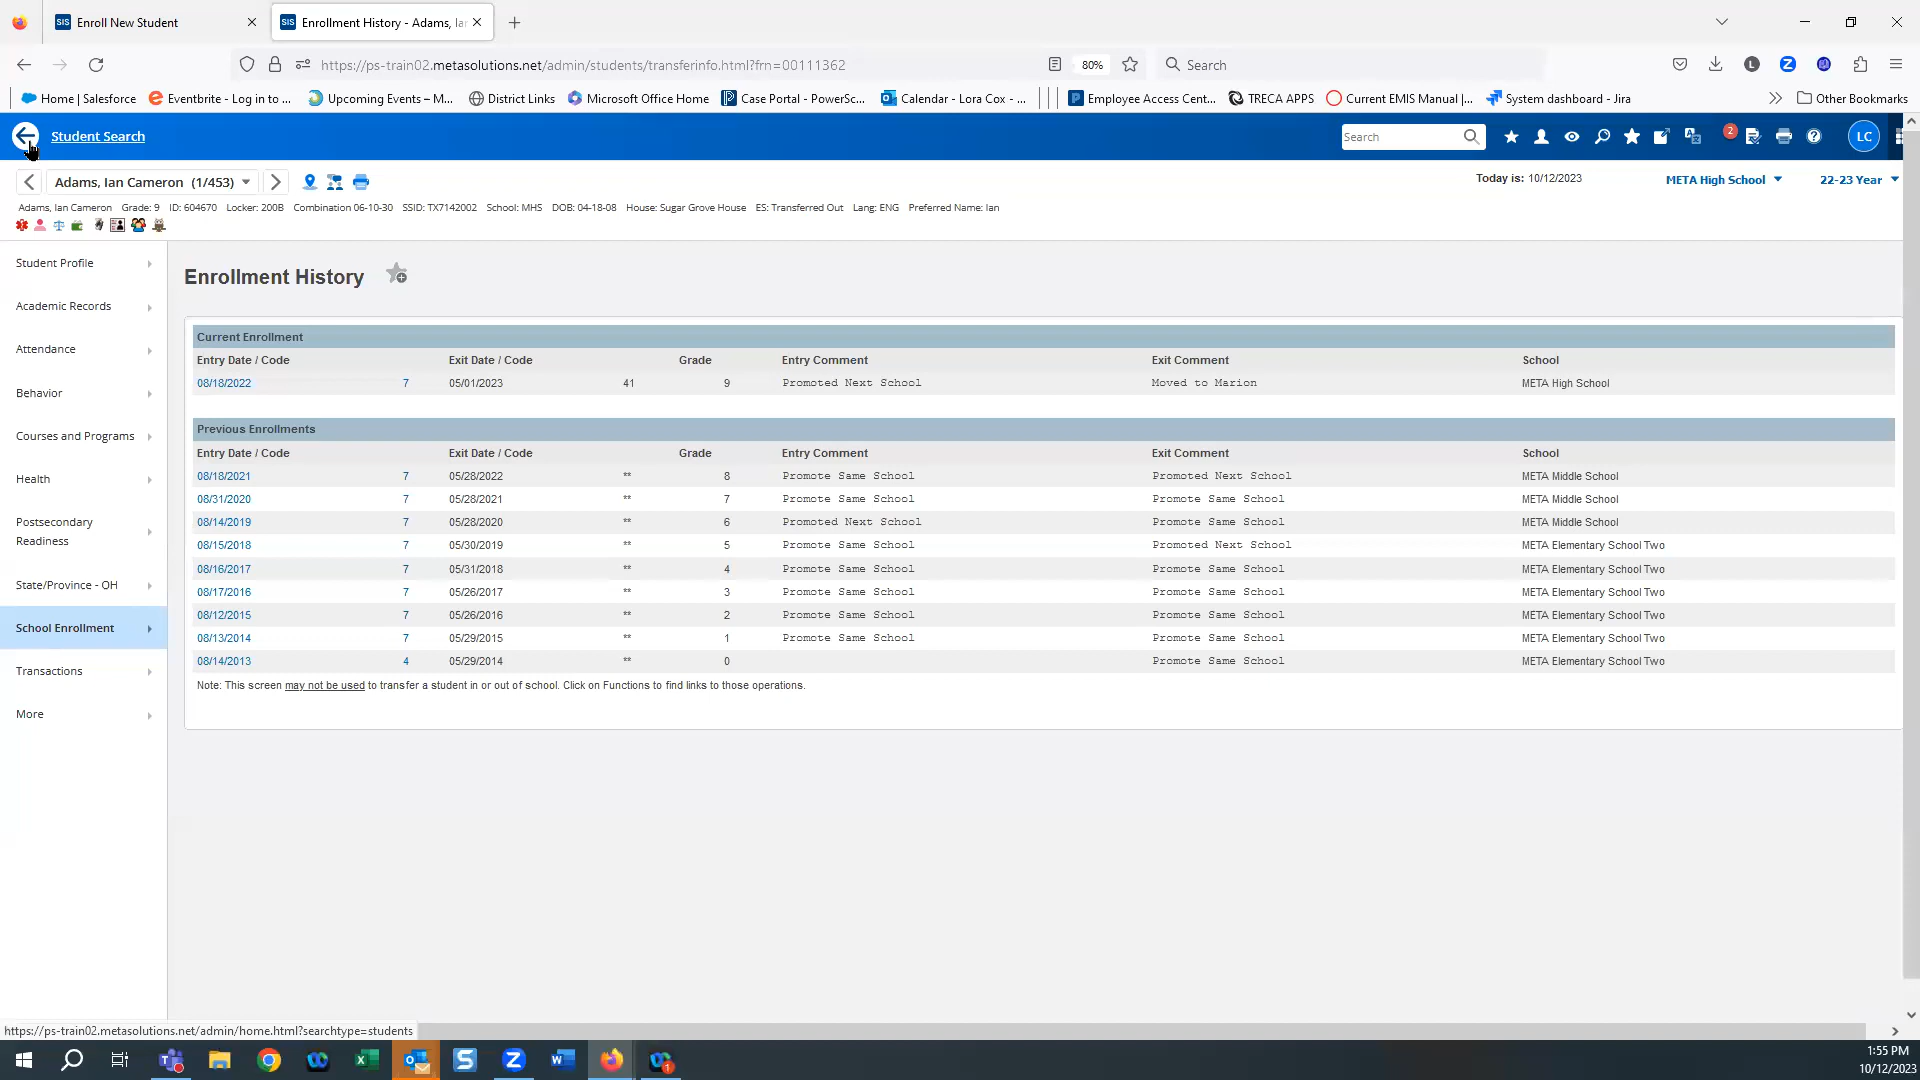 SIS Enroll New Student
SIS Enrollment History - Adams, Ian
https://ps-train02.metasolutions.net/admin/students/transferinfo.html?frn=00111362
80%
Search
L
Z
Home | Salesforce
Eventbrite - Log in to ...
Upcoming Events – M...
District Links
Microsoft Office Home
Case Portal - PowerSc...
Calendar - Lora Cox - ...
Employee Access Cent...
TRECA APPS
Current EMIS Manual |...
System dashboard - Jira
Other Bookmarks
Student Search
Search
2
LC
Adams, Ian Cameron (1/453)
Today is: 10/12/2023
META High School
22-23 Year
Adams, Ian Cameron Grade: 9 ID: 604670 Locker: 200B Combination 06-10-30 SSID: TX7142002 School: MHS DOB: 04-18-08 House: Sugar Grove House ES: Transferred Out Lang: ENG Preferred Name: Ian
Student Profile
Academic Records
Attendance
Behavior
Courses and Programs
Health
Postsecondary
Readiness
State/Province - OH
School Enrollment
Transactions
More
Enrollment History
Current Enrollment
Entry Date / Code Exit Date / Code Grade Entry Comment Exit Comment School
08/18/2022 7 05/01/2023 41 9 Promoted Next School Moved to Marion META High School
Previous Enrollments
Entry Date / Code Exit Date / Code Grade Entry Comment Exit Comment School
08/18/2021 7 05/28/2022 ** 8 Promote Same School Promoted Next School META Middle School
08/31/2020 7 05/28/2021 ** 7 Promote Same School Promote Same School META Middle School
08/14/2019 7 05/28/2020 ** 6 Promoted Next School Promote Same School META Middle School
08/15/2018 7 05/30/2019 ** 5 Promote Same School Promoted Next School META Elementary School Two
08/16/2017 7 05/31/2018 ** 4 Promote Same School Promote Same School META Elementary School Two
08/17/2016 7 05/26/2017 ** 3 Promote Same School Promote Same School META Elementary School Two
08/12/2015 7 05/26/2016 ** 2 Promote Same School Promote Same School META Elementary School Two
08/13/2014 7 05/29/2015 ** 1 Promote Same School Promote Same School META Elementary School Two
08/14/2013 4 05/29/2014 ** 0 Promote Same School META Elementary School Two
Note: This screen may not be used to transfer a student in or out of school. Click on Functions to find links to those operations.
https://ps-train02.metasolutions.net/admin/home.html?searchtype=students
1:55 PM
10/12/2023